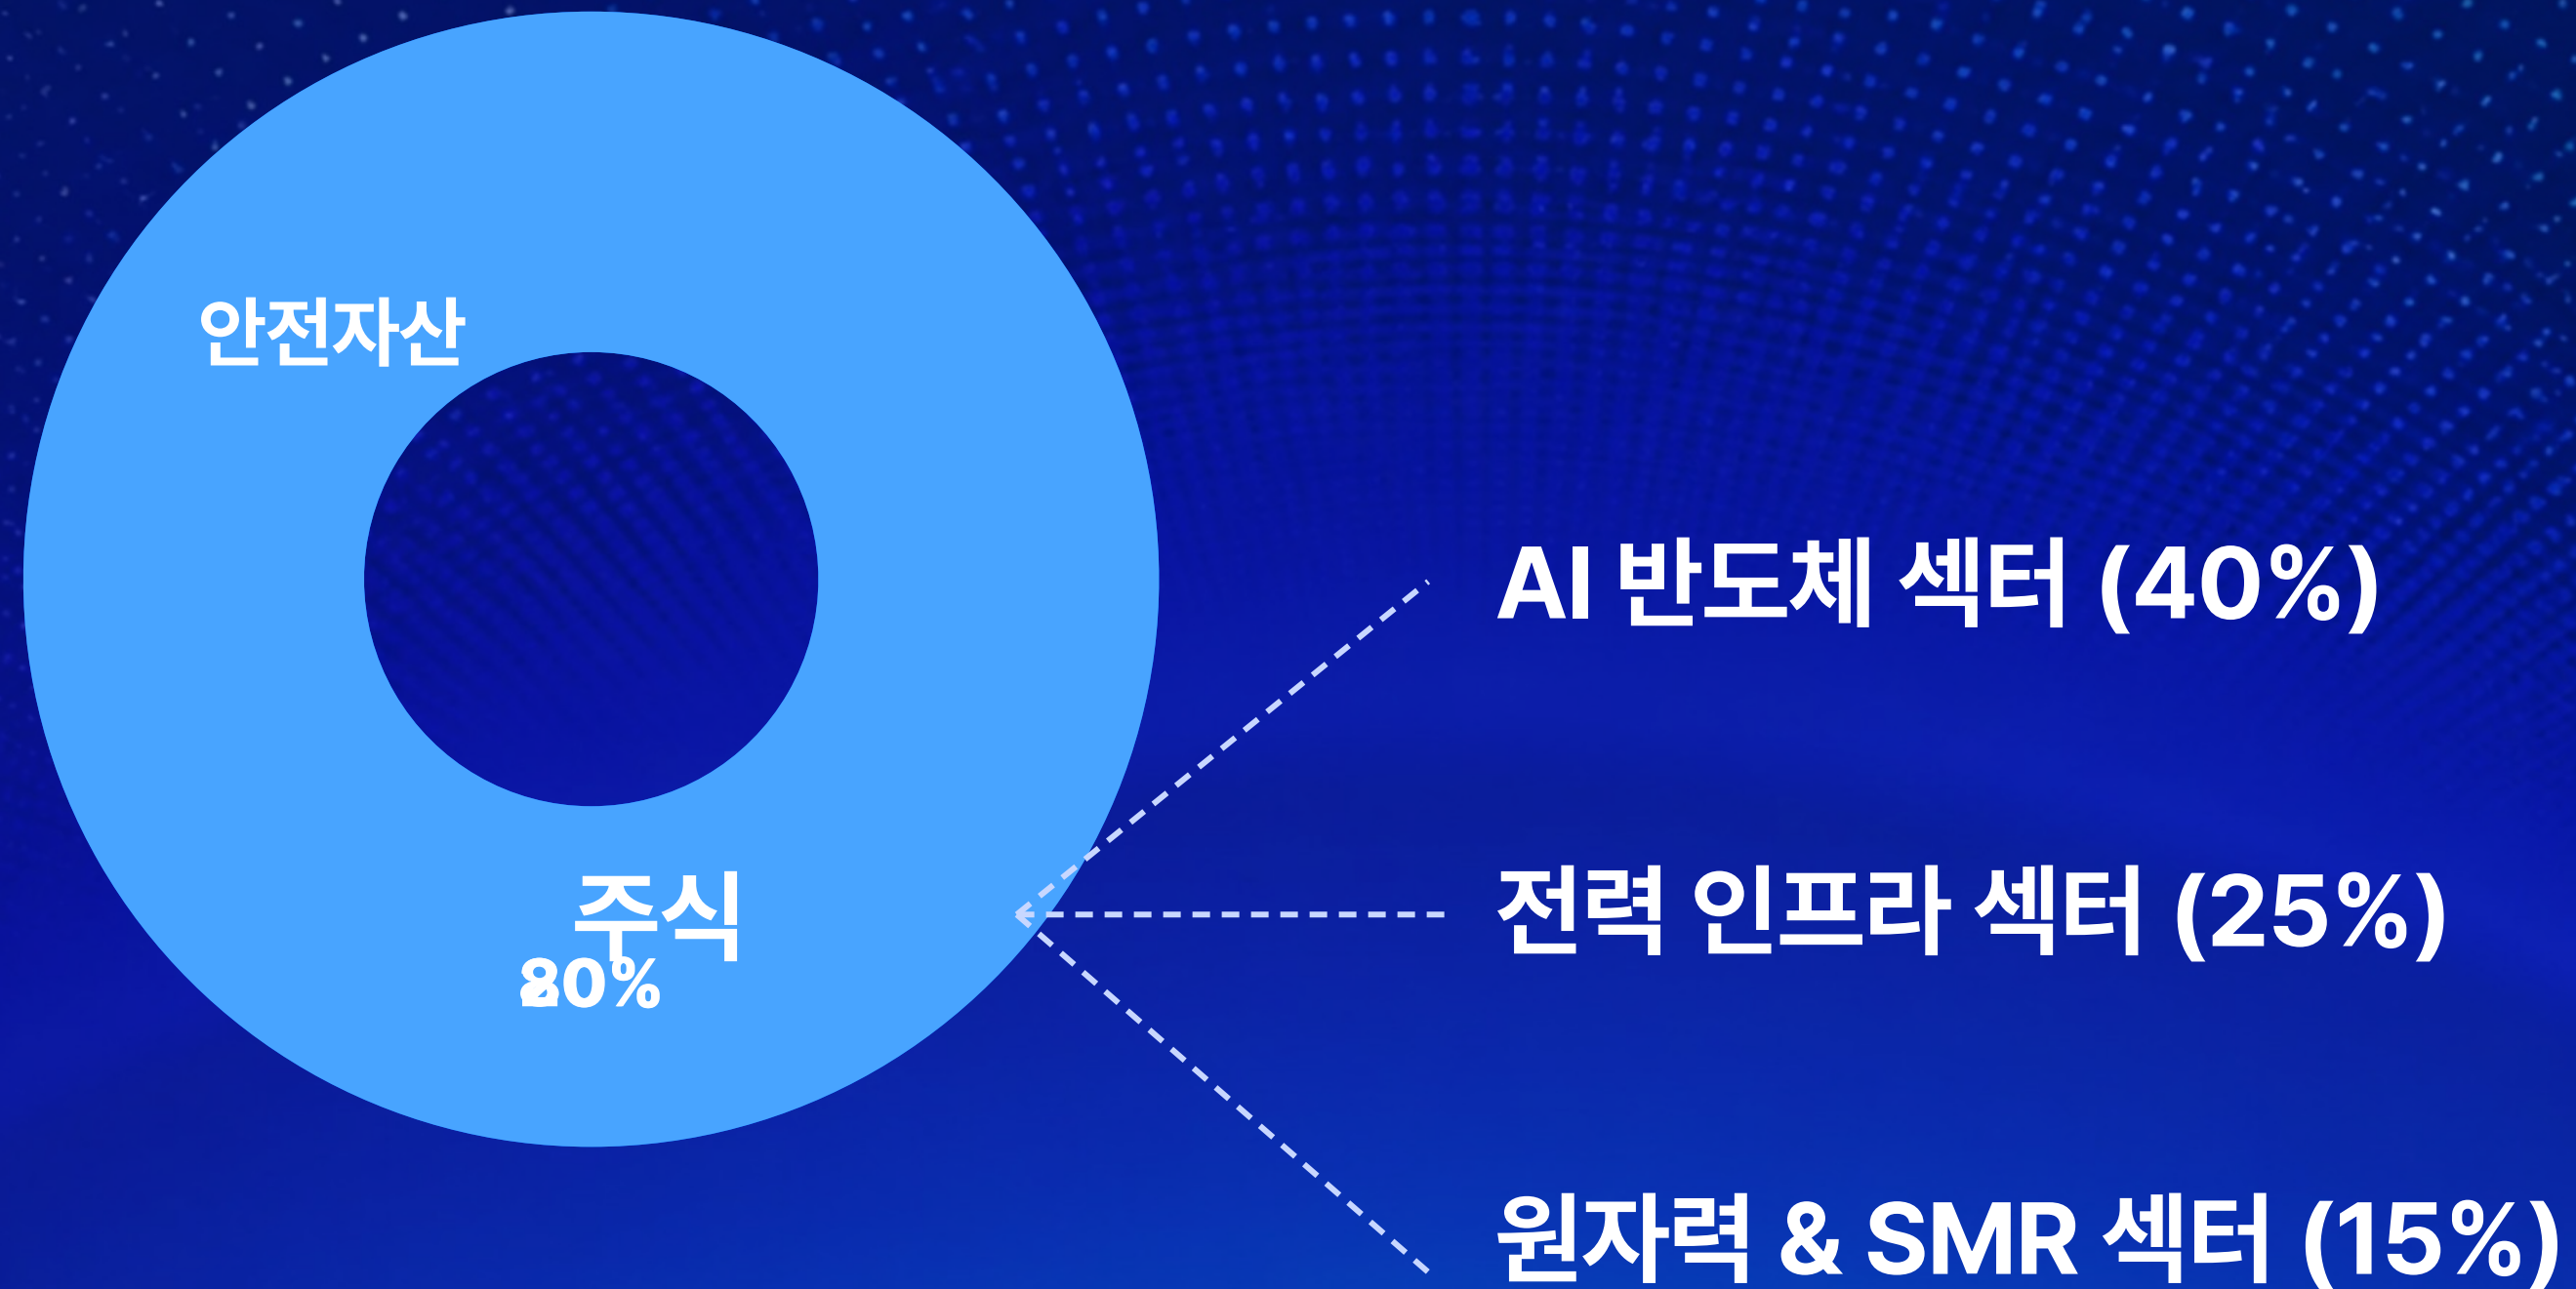 안전자산
주식
80%
AI 반도체 섹터 (40%)
전력 인프라 섹터 (25%)
원자력 & SMR 섹터 (15%)